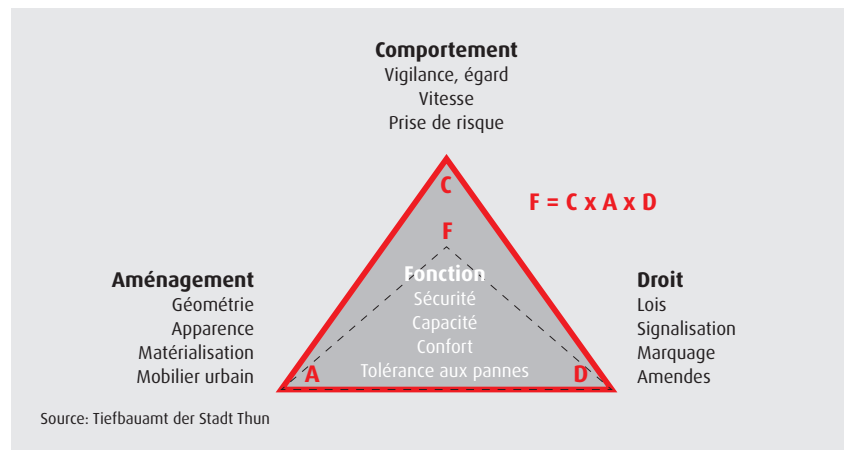 Comportement
Vigilance, égard
Vitesse
Prise de risque
C
F = C x A x D
F
Aménagement
Géométrie
Apparence
Matérialisation
Mobilier urbain
Fonction
Sécurité
Capacité
Confort
Tolérance aux pannes
A
D
Droit
Lois
Signalisation
Marquage
Amendes
Source: Tiefbauamt der Stadt Thun